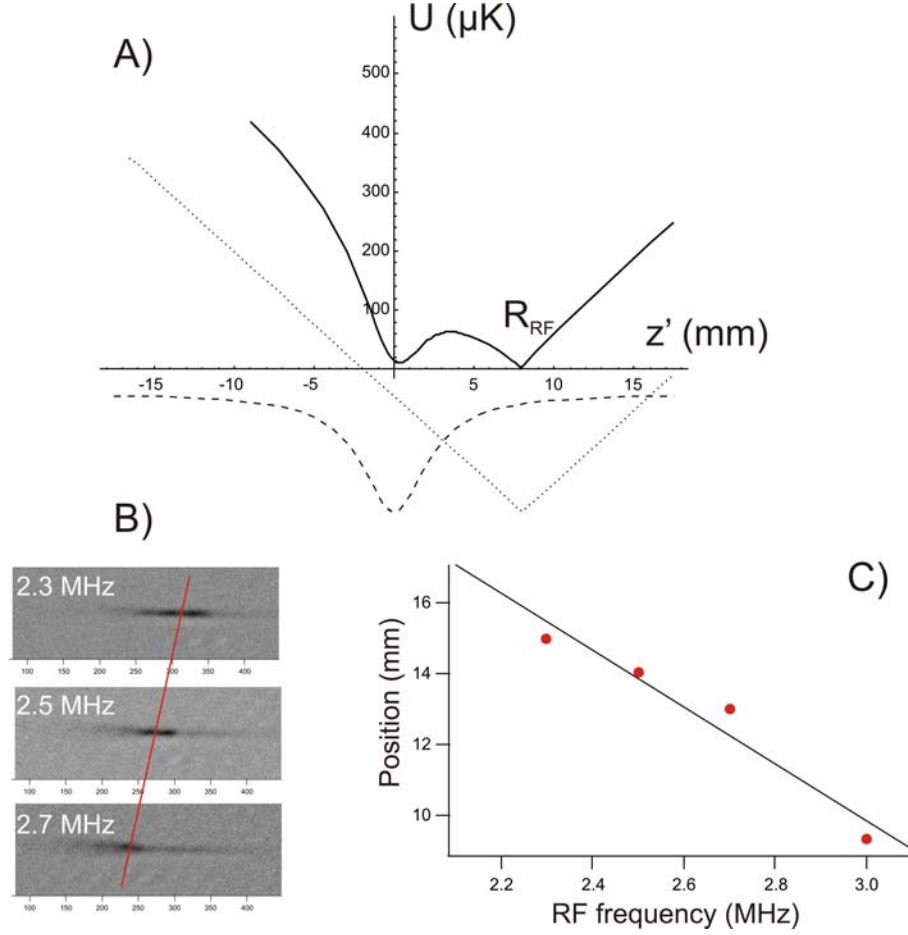 A)
U (µK)
500
400
300
200
100
R_RF
z' (mm)
-15 -10 -5 5 10 15
B)
2.3 MHz
100 150 200 250 300 350 400
2.5 MHz
100 150 200 250 300 350 400
2.7 MHz
100 150 200 250 300 350 400
C)
Position (mm)
16
14
12
10
2.2 2.4 2.6 2.8 3.0
RF frequency (MHz)